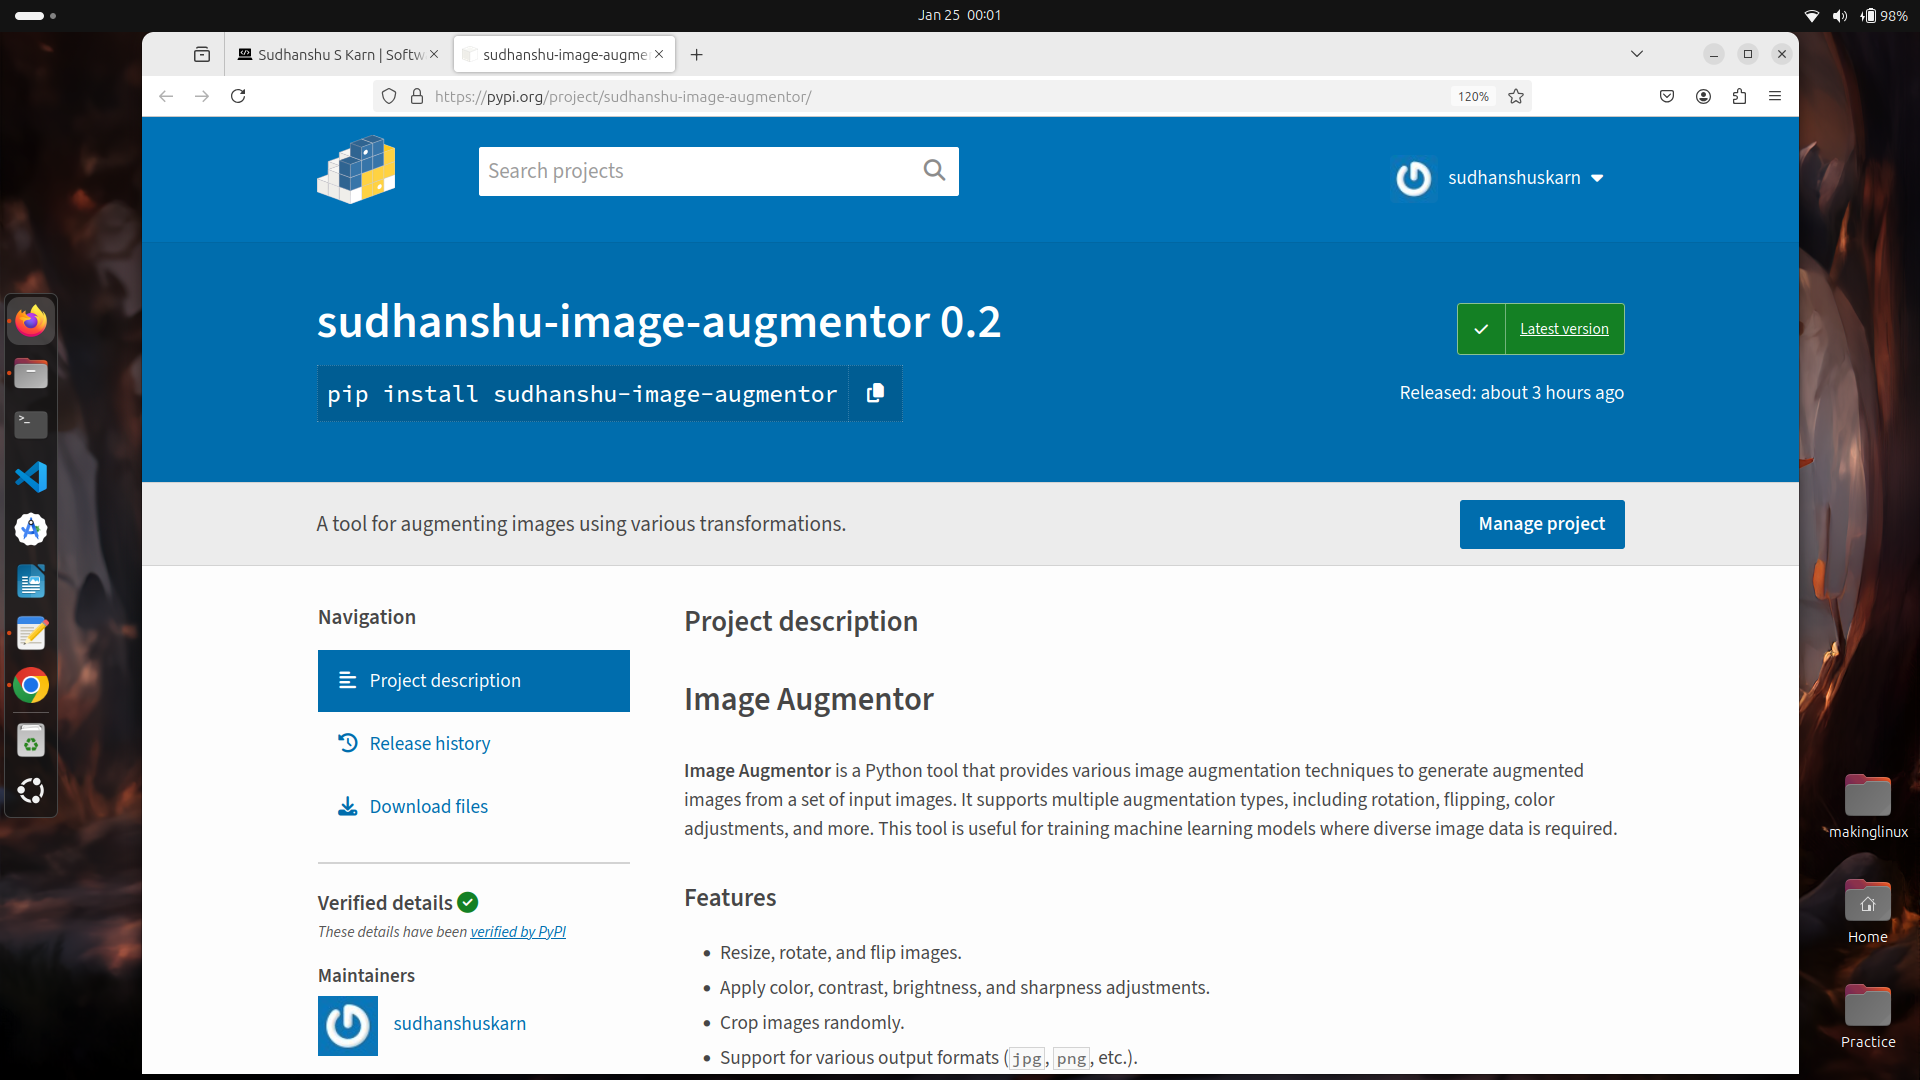 Jan 25 00:01
98%
Sudhanshu S Karn | Softw
sudhanshu-image-augme
https://pypi.org/project/sudhanshu-image-augmentor/
120%
Search projects
sudhanshuskarn
sudhanshu-image-augmentor 0.2
Latest version
pip install sudhanshu-image-augmentor
Released: about 3 hours ago
A tool for augmenting images using various transformations.
Manage project
Navigation
Project description
Release history
Download files
Verified details
These details have been verified by PyPI
Maintainers
sudhanshuskarn
Project description
Image Augmentor
Image Augmentor is a Python tool that provides various image augmentation techniques to generate augmented
images from a set of input images. It supports multiple augmentation types, including rotation, flipping, color
adjustments, and more. This tool is useful for training machine learning models where diverse image data is required.
Features
• Resize, rotate, and flip images.
• Apply color, contrast, brightness, and sharpness adjustments.
• Crop images randomly.
• Support for various output formats (jpg, png, etc.).
makinglinux
Home
Practice